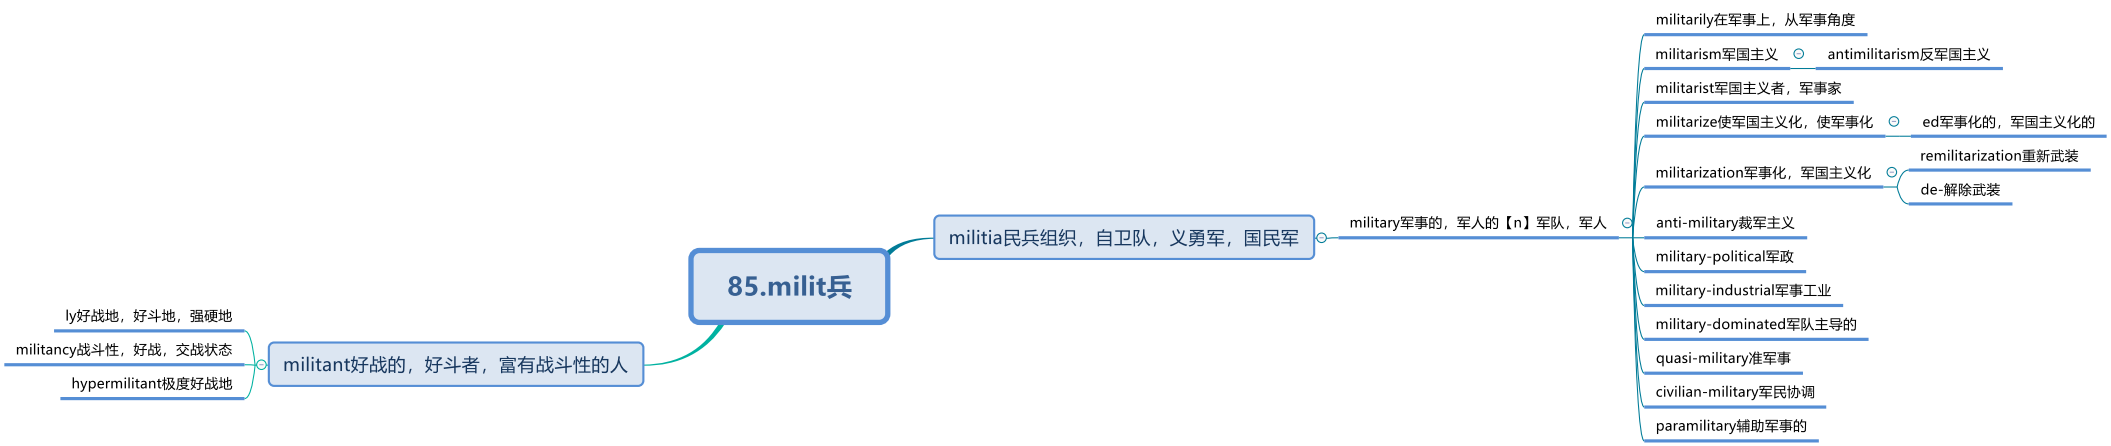 85.milit兵
militia民兵组织，自卫队，义勇军，国民军
military军事的，军人的【n】军队，军人
militarily在军事上，从军事角度
militarism军国主义
antimilitarism反军国主义
militarist军国主义者，军事家
militarize使军国主义化，使军事化
ed军事化的，军国主义化的
militarization军事化，军国主义化
remilitarization重新武装
de-解除武装
anti-military裁军主义
military-political军政
military-industrial军事工业
military-dominated军队主导的
quasi-military准军事
civilian-military军民协调
paramilitary辅助军事的
militant好战的，好斗者，富有战斗性的人
ly好战地，好斗地，强硬地
militancy战斗性，好战，交战状态
hypermilitant极度好战地